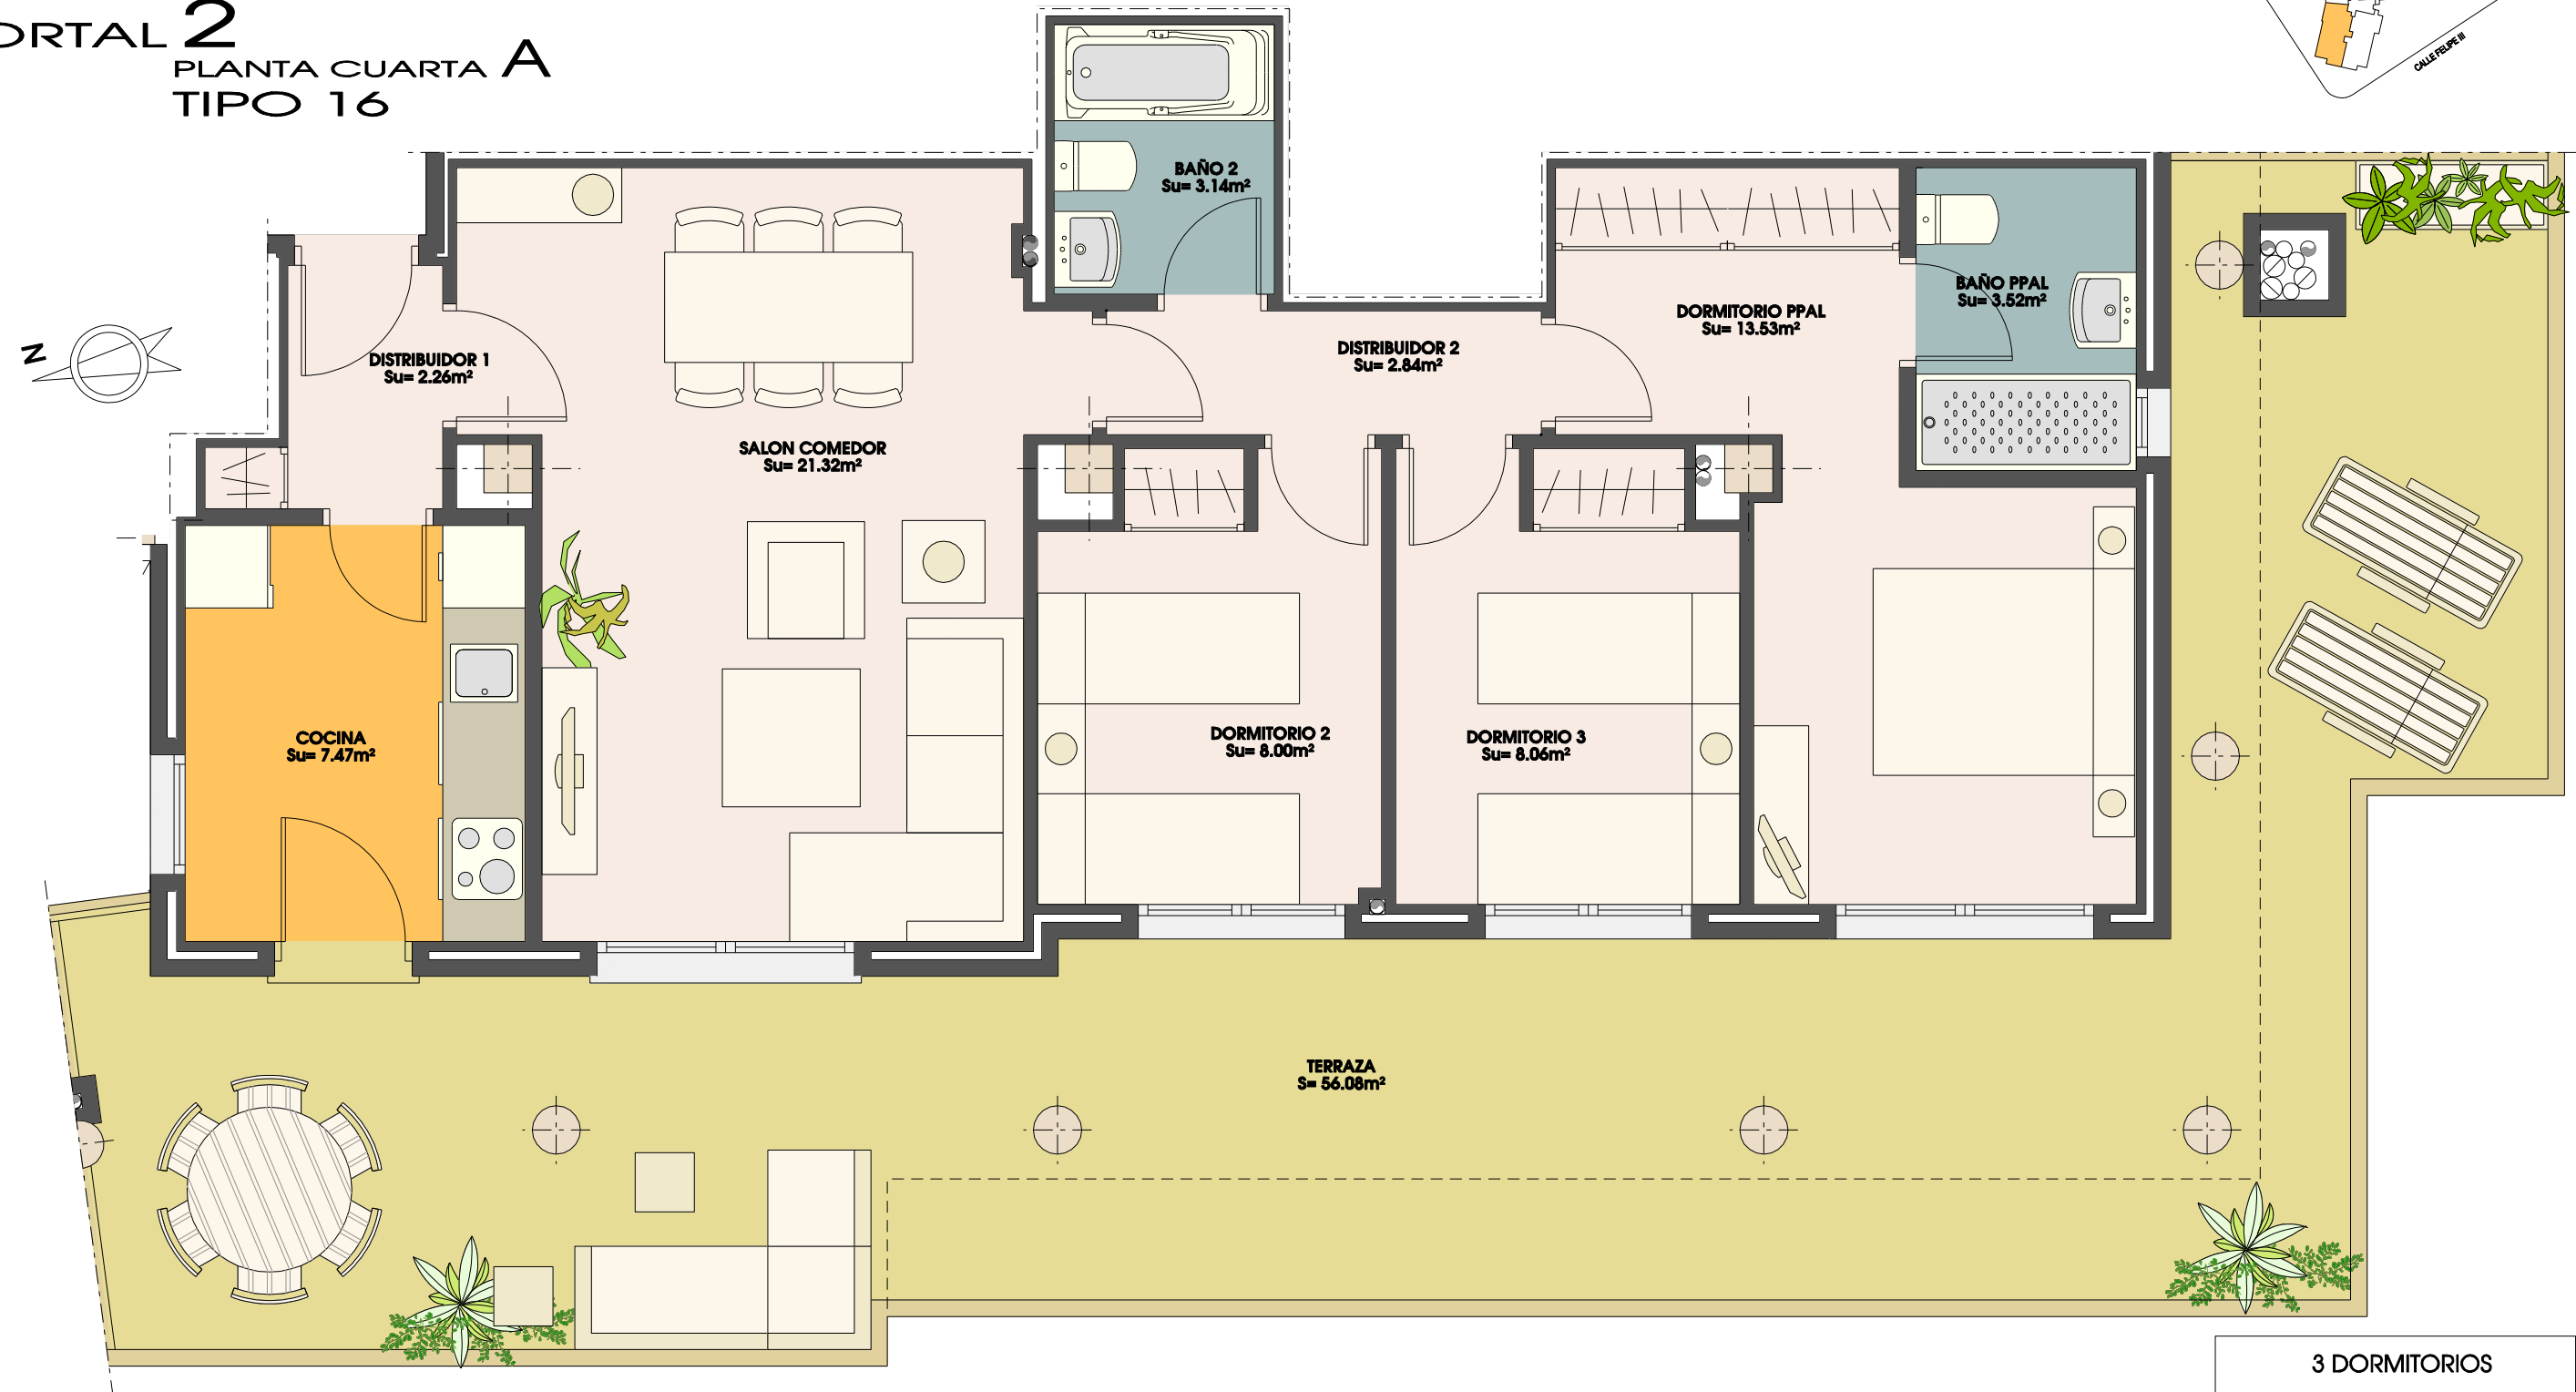 ORTAL 2
PLANTA CUARTA A
TIPO 16
CALLE FELIPE III
BAÑO 2
Su= 3.14m²
BAÑO PPAL
Su= 3.52m²
DORMITORIO PPAL
Su= 13.53m²
N
DISTRIBUIDOR 1
Su= 2.26m²
DISTRIBUIDOR 2
Su= 2.84m²
SALON COMEDOR
Su= 21.32m²
COCINA
Su= 7.47m²
DORMITORIO 2
Su= 8.00m²
DORMITORIO 3
Su= 8.06m²
TERRAZA
S= 56.08m²
3 DORMITORIOS